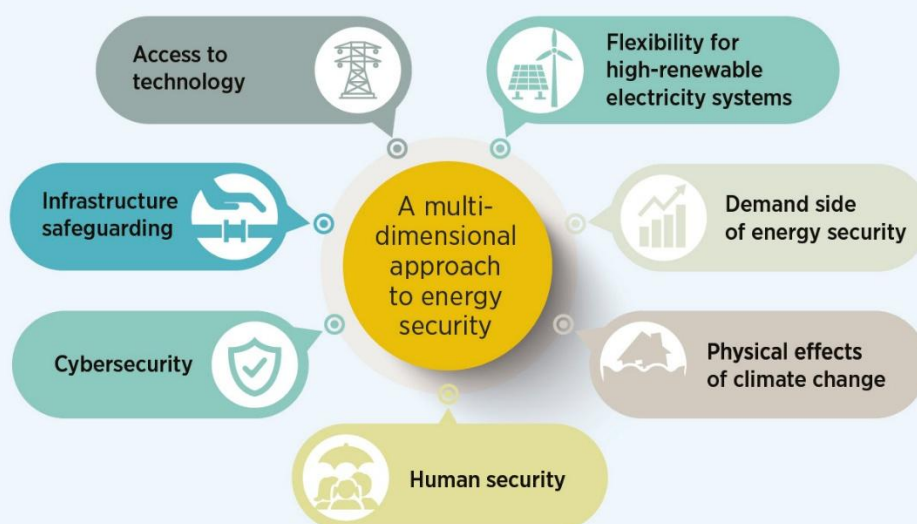 Access to
technology
Flexibility for
high-renewable
electricity systems
Infrastructure
safeguarding
A multi-
dimensional
approach
to energy
security
Demand side
of energy security
Cybersecurity
Physical effects
of climate change
Human security